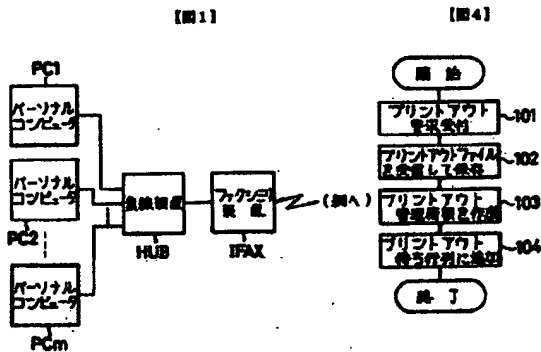 【図1】
PC1
パーソナル
コンピュータ
パーソナル
コンピュータ
PC2
パーソナル
コンピュータ
PCm
集線装置
HUB
ファクシミリ
装置
IFAX
(網へ)
【図4】
開始
プリントアウト
要求受付
101
プリントアウトファイル
を受信して保存
102
プリントアウト
管理情報を作成
103
プリントアウト
待ち行列に
104
終了